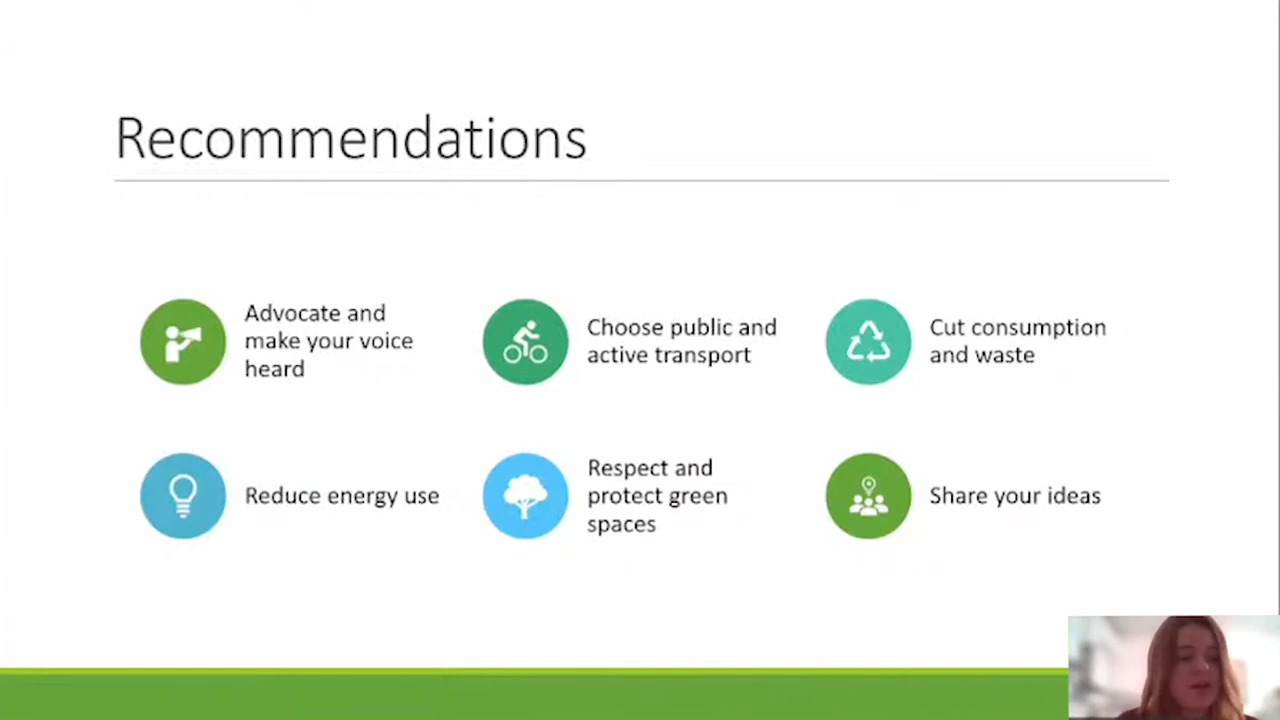 Recommendations
Advocate and
make your voice
heard
Choose public and
active transport
Cut consumption
and waste
Reduce energy use
Respect and
protect green
spaces
Share your ideas